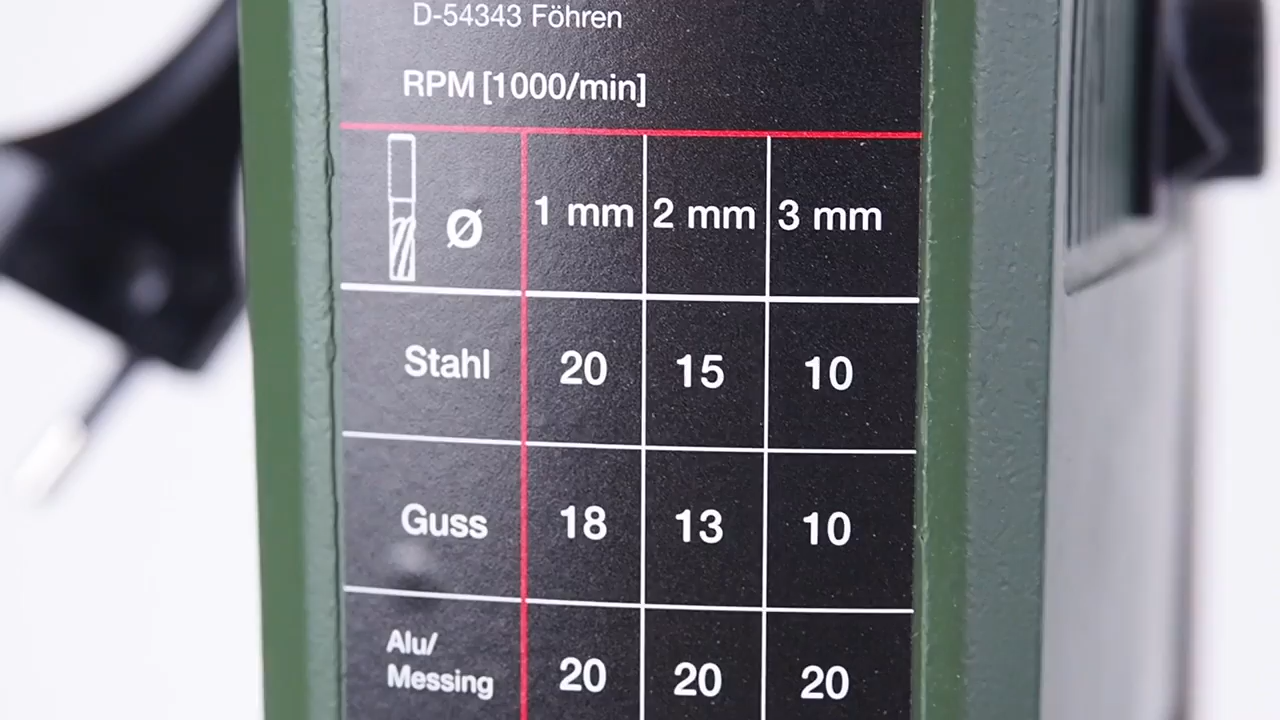 D-54343 Föhren
RPM [1000/min]
Ø 1 mm 2 mm 3 mm
Stahl 20 15 10
Guss 18 13 10
Alu/
Messing 20 20 20